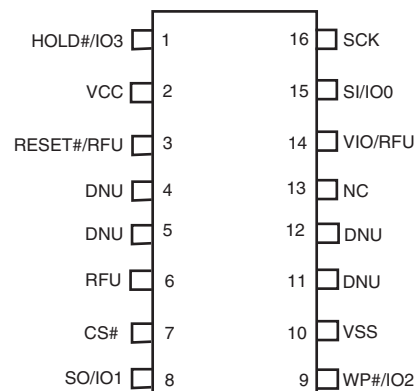 HOLD#/IO3 1 16 SCK
VCC 2 15 SI/IO0
RESET#/RFU 3 14 VIO/RFU
DNU 4 13 NC
DNU 5 12 DNU
RFU 6 11 DNU
CS# 7 10 VSS
SO/IO1 8 9 WP#/IO2